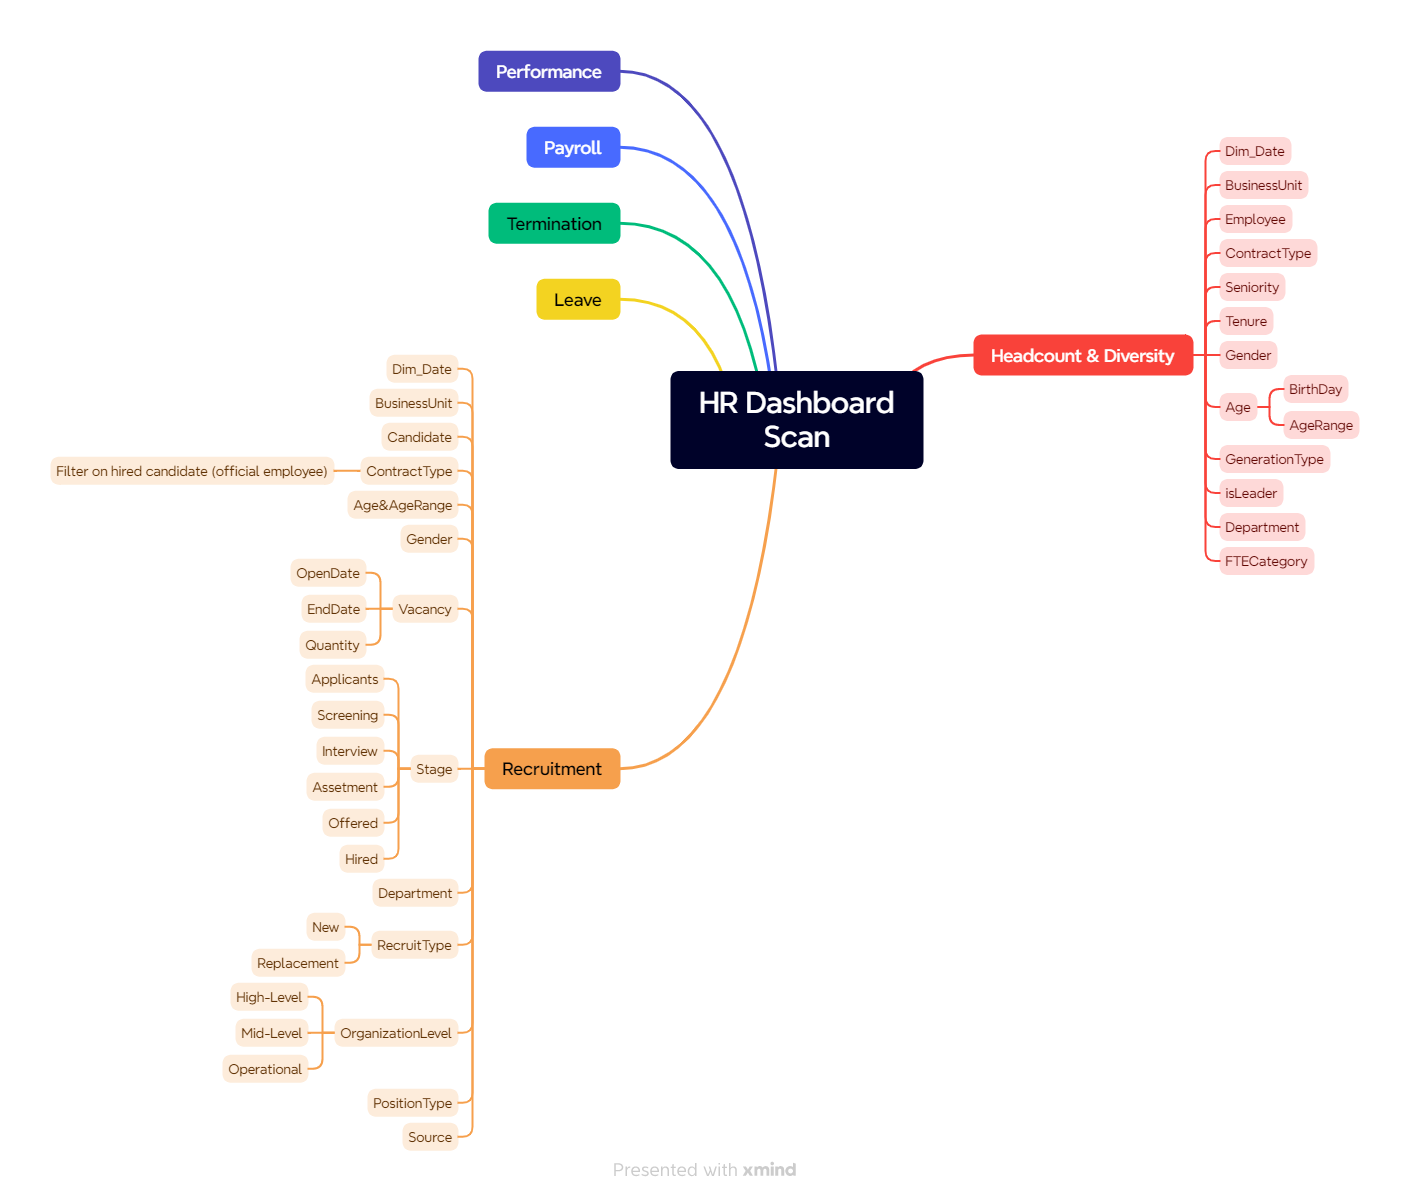 HR Dashboard
Scan
Performance
Payroll
Termination
Leave
Headcount & Diversity
Dim_Date
BusinessUnit
Employee
ContractType
Seniority
Tenure
Gender
Age
BirthDay
AgeRange
GenerationType
isLeader
Department
FTECategory
Recruitment
Dim_Date
BusinessUnit
Candidate
ContractType
Filter on hired candidate (official employee)
Age&AgeRange
Gender
Vacancy
OpenDate
EndDate
Quantity
Stage
Applicants
Screening
Interview
Assetment
Offered
Hired
Department
RecruitType
New
Replacement
OrganizationLevel
High-Level
Mid-Level
Operational
PositionType
Source
Presented with xmind